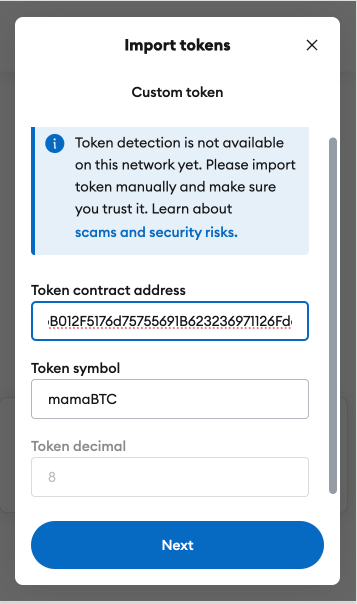 Import tokens
Custom token
Token detection is not available
on this network yet. Please import
token manually and make sure
you trust it. Learn about
scams and security risks.
Token contract address
B012F5176d75755691B623236971126Fd
Token symbol
mamaBTC
Token decimal
8
Next